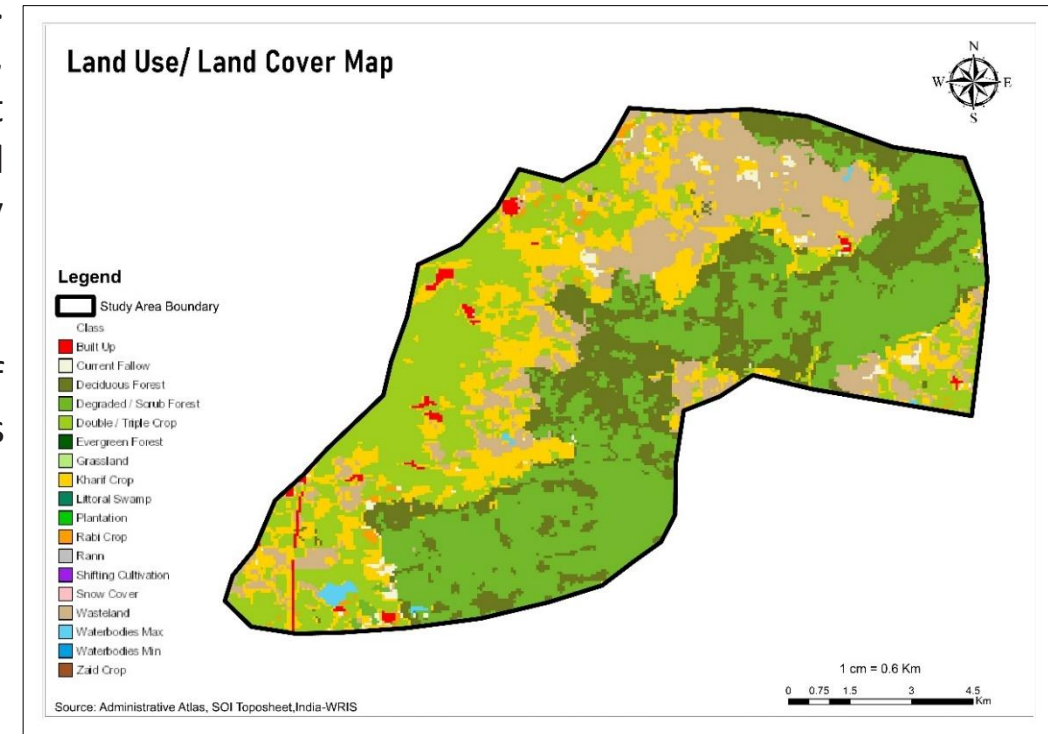 Land Use/ Land Cover Map
N
W
E
S
Legend
Study Area Boundary
Class
Built Up
Current Fallow
Deciduous Forest
Degraded / Scrub Forest
Double / Triple Crop
Evergreen Forest
Grassland
Kharif Crop
Littoral Swamp
Plantation
Rabi Crop
Rann
Shifting Cultivation
Snow Cover
Wasteland
Waterbodies Max
Waterbodies Min
Zaid Crop
1 cm = 0.6 Km
0 0.75 1.5 3 4.5
Km
Source: Administrative Atlas, SOI Toposheet,India-WRIS